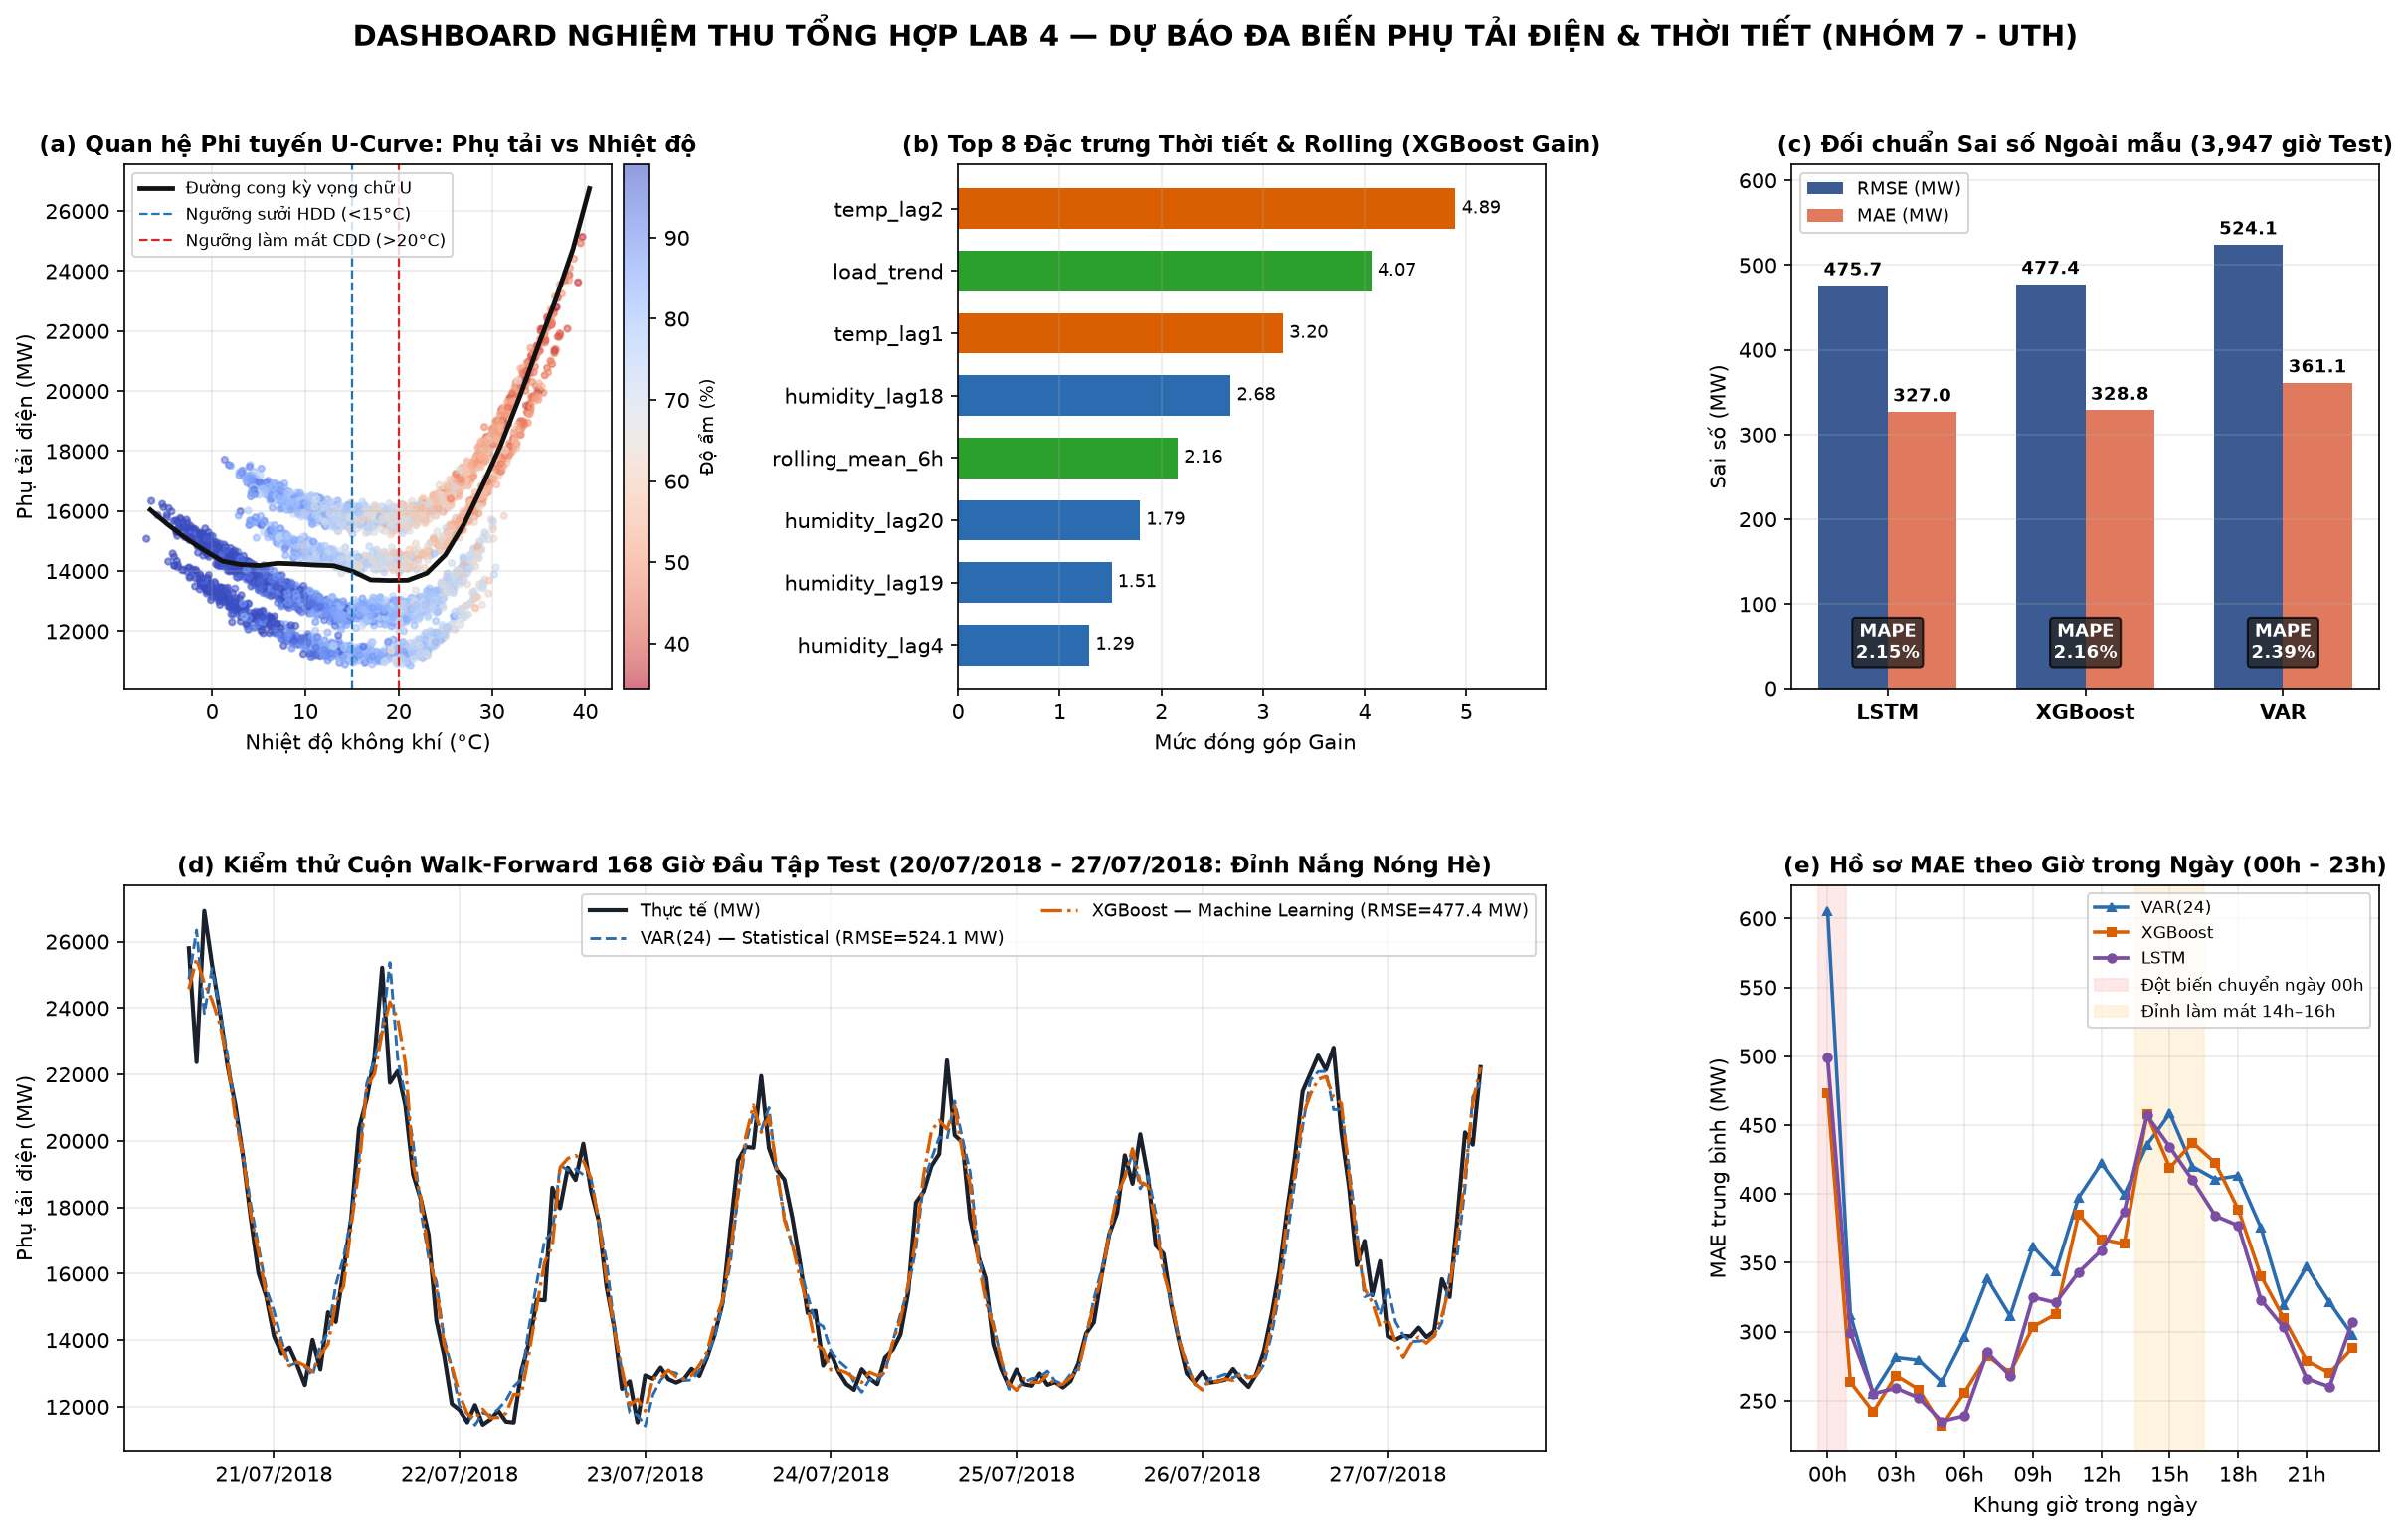 DASHBOARD NGHIỆM THU TỔNG HỢP LAB 4 — DỰ BÁO ĐA BIẾN PHỤ TẢI ĐIỆN & THỜI TIẾT (NHÓM 7 - UTH)
(a) Quan hệ Phi tuyến U-Curve: Phụ tải vs Nhiệt độ
Đường cong kỳ vọng chữ U
Ngưỡng sưởi HDD (<15°C)
Ngưỡng làm mát CDD (>20°C)
Phụ tải điện (MW)
26000
24000
22000
20000
18000
16000
14000
12000
0
10
20
30
40
Nhiệt độ không khí (°C)
90
80
70
60
50
40
Độ ẩm (%)
(b) Top 8 Đặc trưng Thời tiết & Rolling (XGBoost Gain)
temp_lag2
4.89
load_trend
4.07
temp_lag1
3.20
humidity_lag18
2.68
rolling_mean_6h
2.16
humidity_lag20
1.79
humidity_lag19
1.51
humidity_lag4
1.29
0
1
2
3
4
5
Mức đóng góp Gain
(c) Đối chuẩn Sai số Ngoài mẫu (3,947 giờ Test)
RMSE (MW)
MAE (MW)
Sai số (MW)
600
500
400
300
200
100
0
475.7
327.0
477.4
328.8
524.1
361.1
MAPE
2.15%
MAPE
2.16%
MAPE
2.39%
LSTM
XGBoost
VAR
(d) Kiểm thử Cuộn Walk-Forward 168 Giờ Đầu Tập Test (20/07/2018 – 27/07/2018: Đỉnh Nắng Nóng Hè)
Thực tế (MW)
VAR(24) — Statistical (RMSE=524.1 MW)
XGBoost — Machine Learning (RMSE=477.4 MW)
Phụ tải điện (MW)
26000
24000
22000
20000
18000
16000
14000
12000
21/07/2018
22/07/2018
23/07/2018
24/07/2018
25/07/2018
26/07/2018
27/07/2018
(e) Hồ sơ MAE theo Giờ trong Ngày (00h – 23h)
VAR(24)
XGBoost
LSTM
Đột biến chuyển ngày 00h
Đỉnh làm mát 14h–16h
MAE trung bình (MW)
600
550
500
450
400
350
300
250
00h
03h
06h
09h
12h
15h
18h
21h
Khung giờ trong ngày